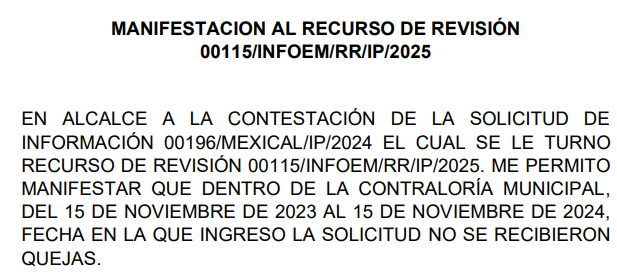 MANIFESTACION AL RECURSO DE REVISIÓN
00115/INFOEM/RR/IP/2025
EN ALCALCE A LA CONTESTACIÓN DE LA SOLICITUD DE
INFORMACIÓN 00196/MEXICAL/IP/2024 EL CUAL SE LE TURNO
RECURSO DE REVISIÓN 00115/INFOEM/RR/IP/2025. ME PERMITO
MANIFESTAR QUE DENTRO DE LA CONTRALORÍA MUNICIPAL,
DEL 15 DE NOVIEMBRE DE 2023 AL 15 DE NOVIEMBRE DE 2024,
FECHA EN LA QUE INGRESO LA SOLICITUD NO SE RECIBIERON
QUEJAS.